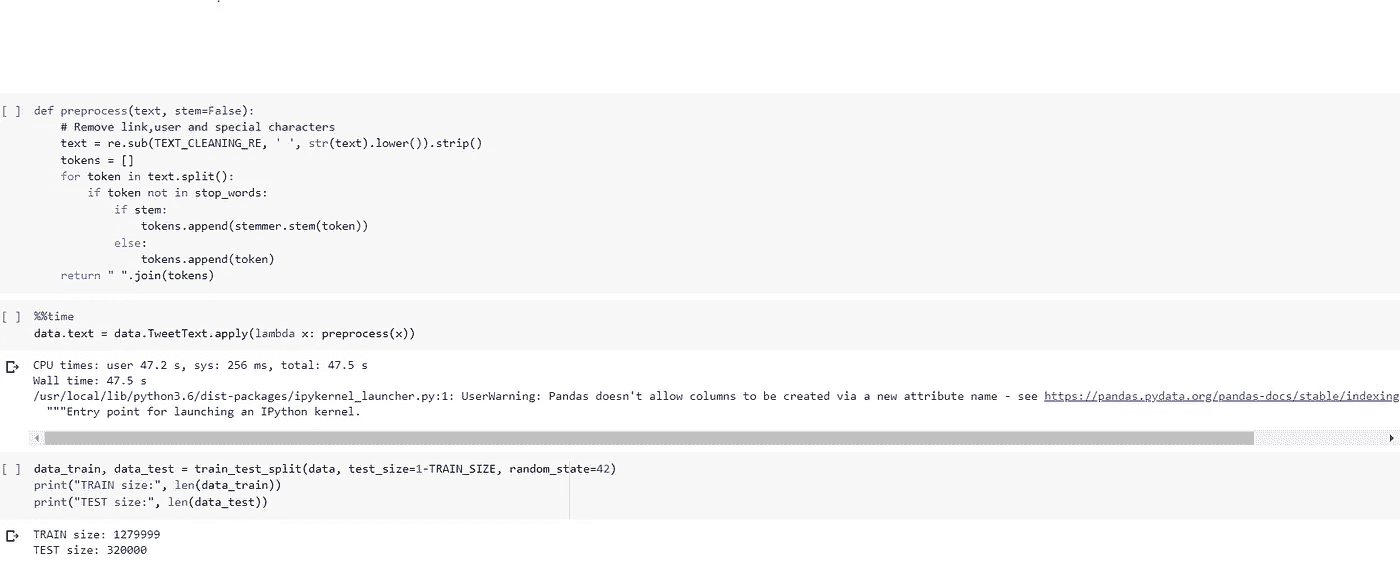 [ ] def preprocess(text, stem=False):
# Remove link,user and special characters
text = re.sub(TEXT_CLEANING_RE, ' ', str(text).lower()).strip()
tokens = []
for token in text.split():
if token not in stop_words:
if stem:
tokens.append(stemmer.stem(token))
else:
tokens.append(token)
return " ".join(tokens)
[ ] %%time
data.text = data.TweetText.apply(lambda x: preprocess(x))
CPU times: user 47.2 s, sys: 256 ms, total: 47.5 s
Wall time: 47.5 s
/usr/local/lib/python3.6/dist-packages/ipykernel_launcher.py:1: UserWarning: Pandas doesn't allow columns to be created via a new attribute name - see https://pandas.pydata.org/pandas-docs/stable/indexing
"""Entry point for launching an IPython kernel.
[ ] data_train, data_test = train_test_split(data, test_size=1-TRAIN_SIZE, random_state=42)
print("TRAIN size:", len(data_train))
print("TEST size:", len(data_test))
TRAIN size: 1279999
TEST size: 320000